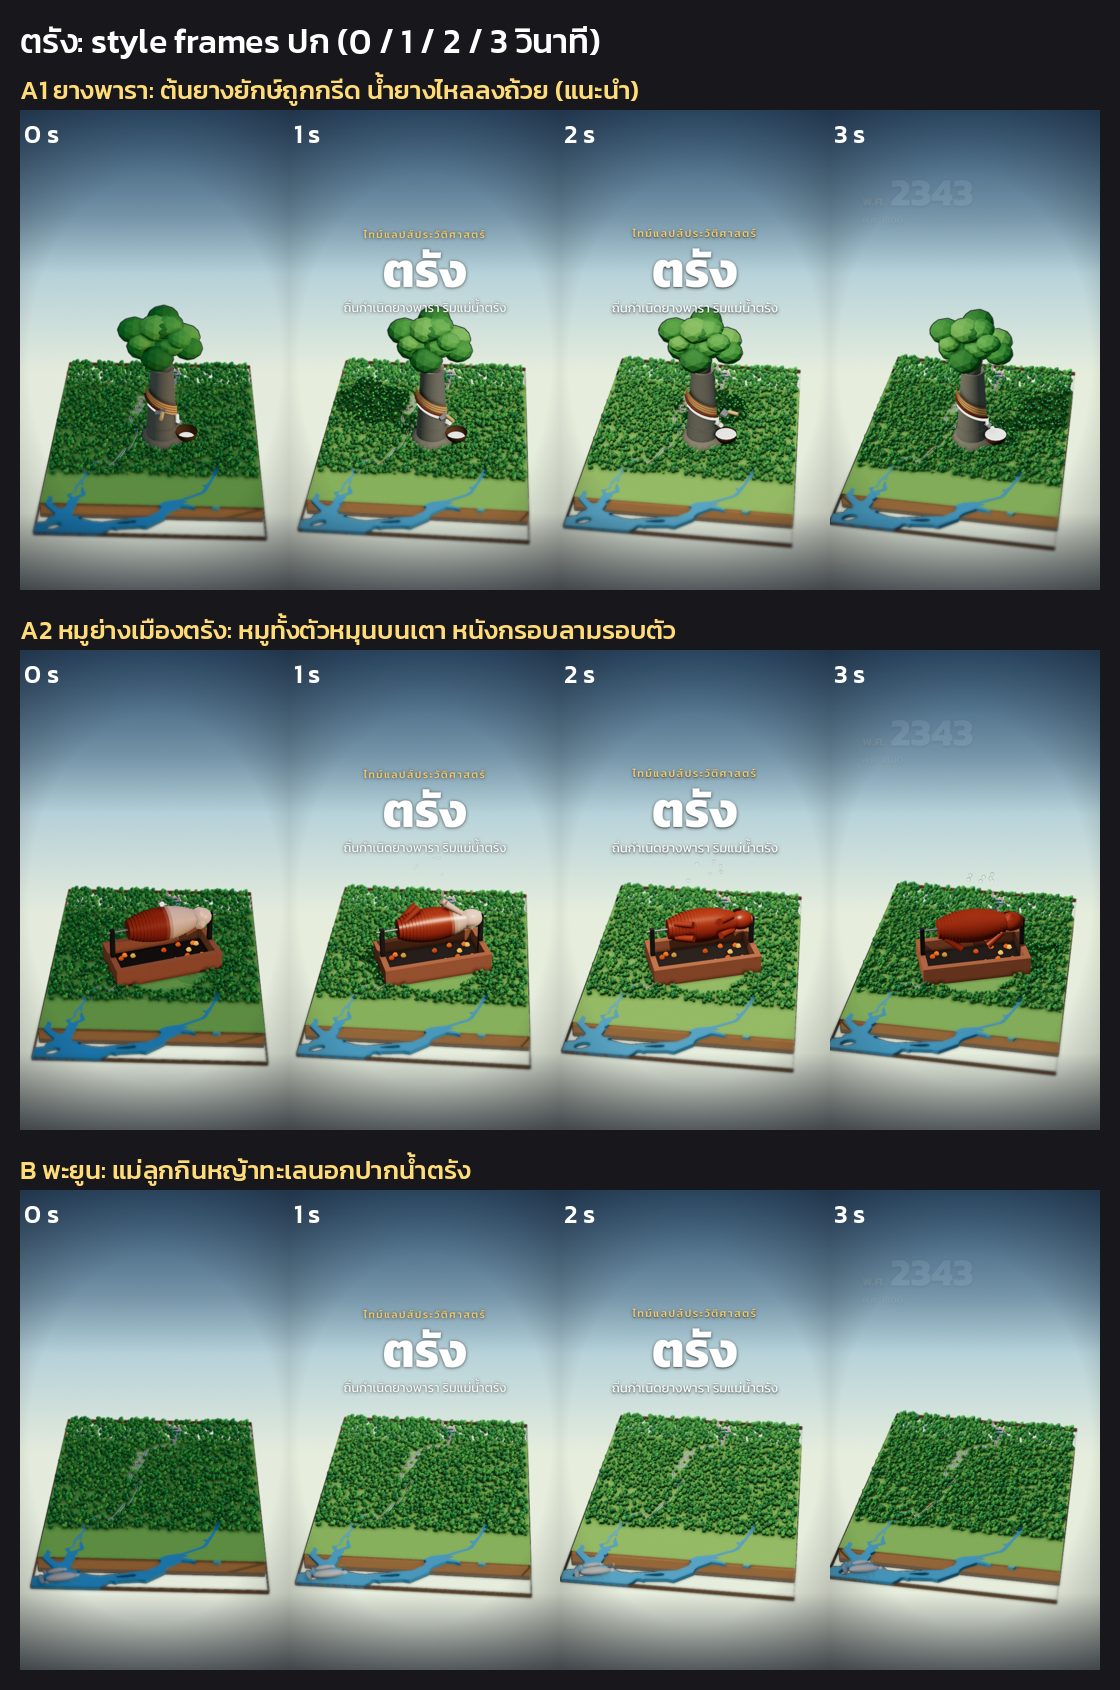 ตรัง: style frames ปก (0 / 1 / 2 / 3 วินาที)
A1 ยางพารา: ต้นยางยักษ์ถูกกรีด น้ำยางไหลลงถ้วย (แนะนำ)
0 s
1 s
2 s
3 s
พ.ศ. 2343
ไทม์แลปส์ประวัติศาสตร์
ไทม์แลปส์ประวัติศาสตร์
ตรัง
ตรัง
ถิ่นกำเนิดยางพารา ริมแม่น้ำตรัง
ถิ่นกำเนิดยางพารา ริมแม่น้ำตรัง
A2 หมูย่างเมืองตรัง: หมูทั้งตัวหมุนบนเตา หนังกรอบลามรอบตัว
0 s
1 s
2 s
3 s
พ.ศ. 2343
ไทม์แลปส์ประวัติศาสตร์
ไทม์แลปส์ประวัติศาสตร์
ตรัง
ตรัง
ถิ่นกำเนิดยางพารา ริมแม่น้ำตรัง
ถิ่นกำเนิดยางพารา ริมแม่น้ำตรัง
B พะยูน: แม่ลูกกินหญ้าทะเลนอกปากน้ำตรัง
0 s
1 s
2 s
3 s
พ.ศ. 2343
ไทม์แลปส์ประวัติศาสตร์
ไทม์แลปส์ประวัติศาสตร์
ตรัง
ตรัง
ถิ่นกำเนิดยางพารา ริมแม่น้ำตรัง
ถิ่นกำเนิดยางพารา ริมแม่น้ำตรัง